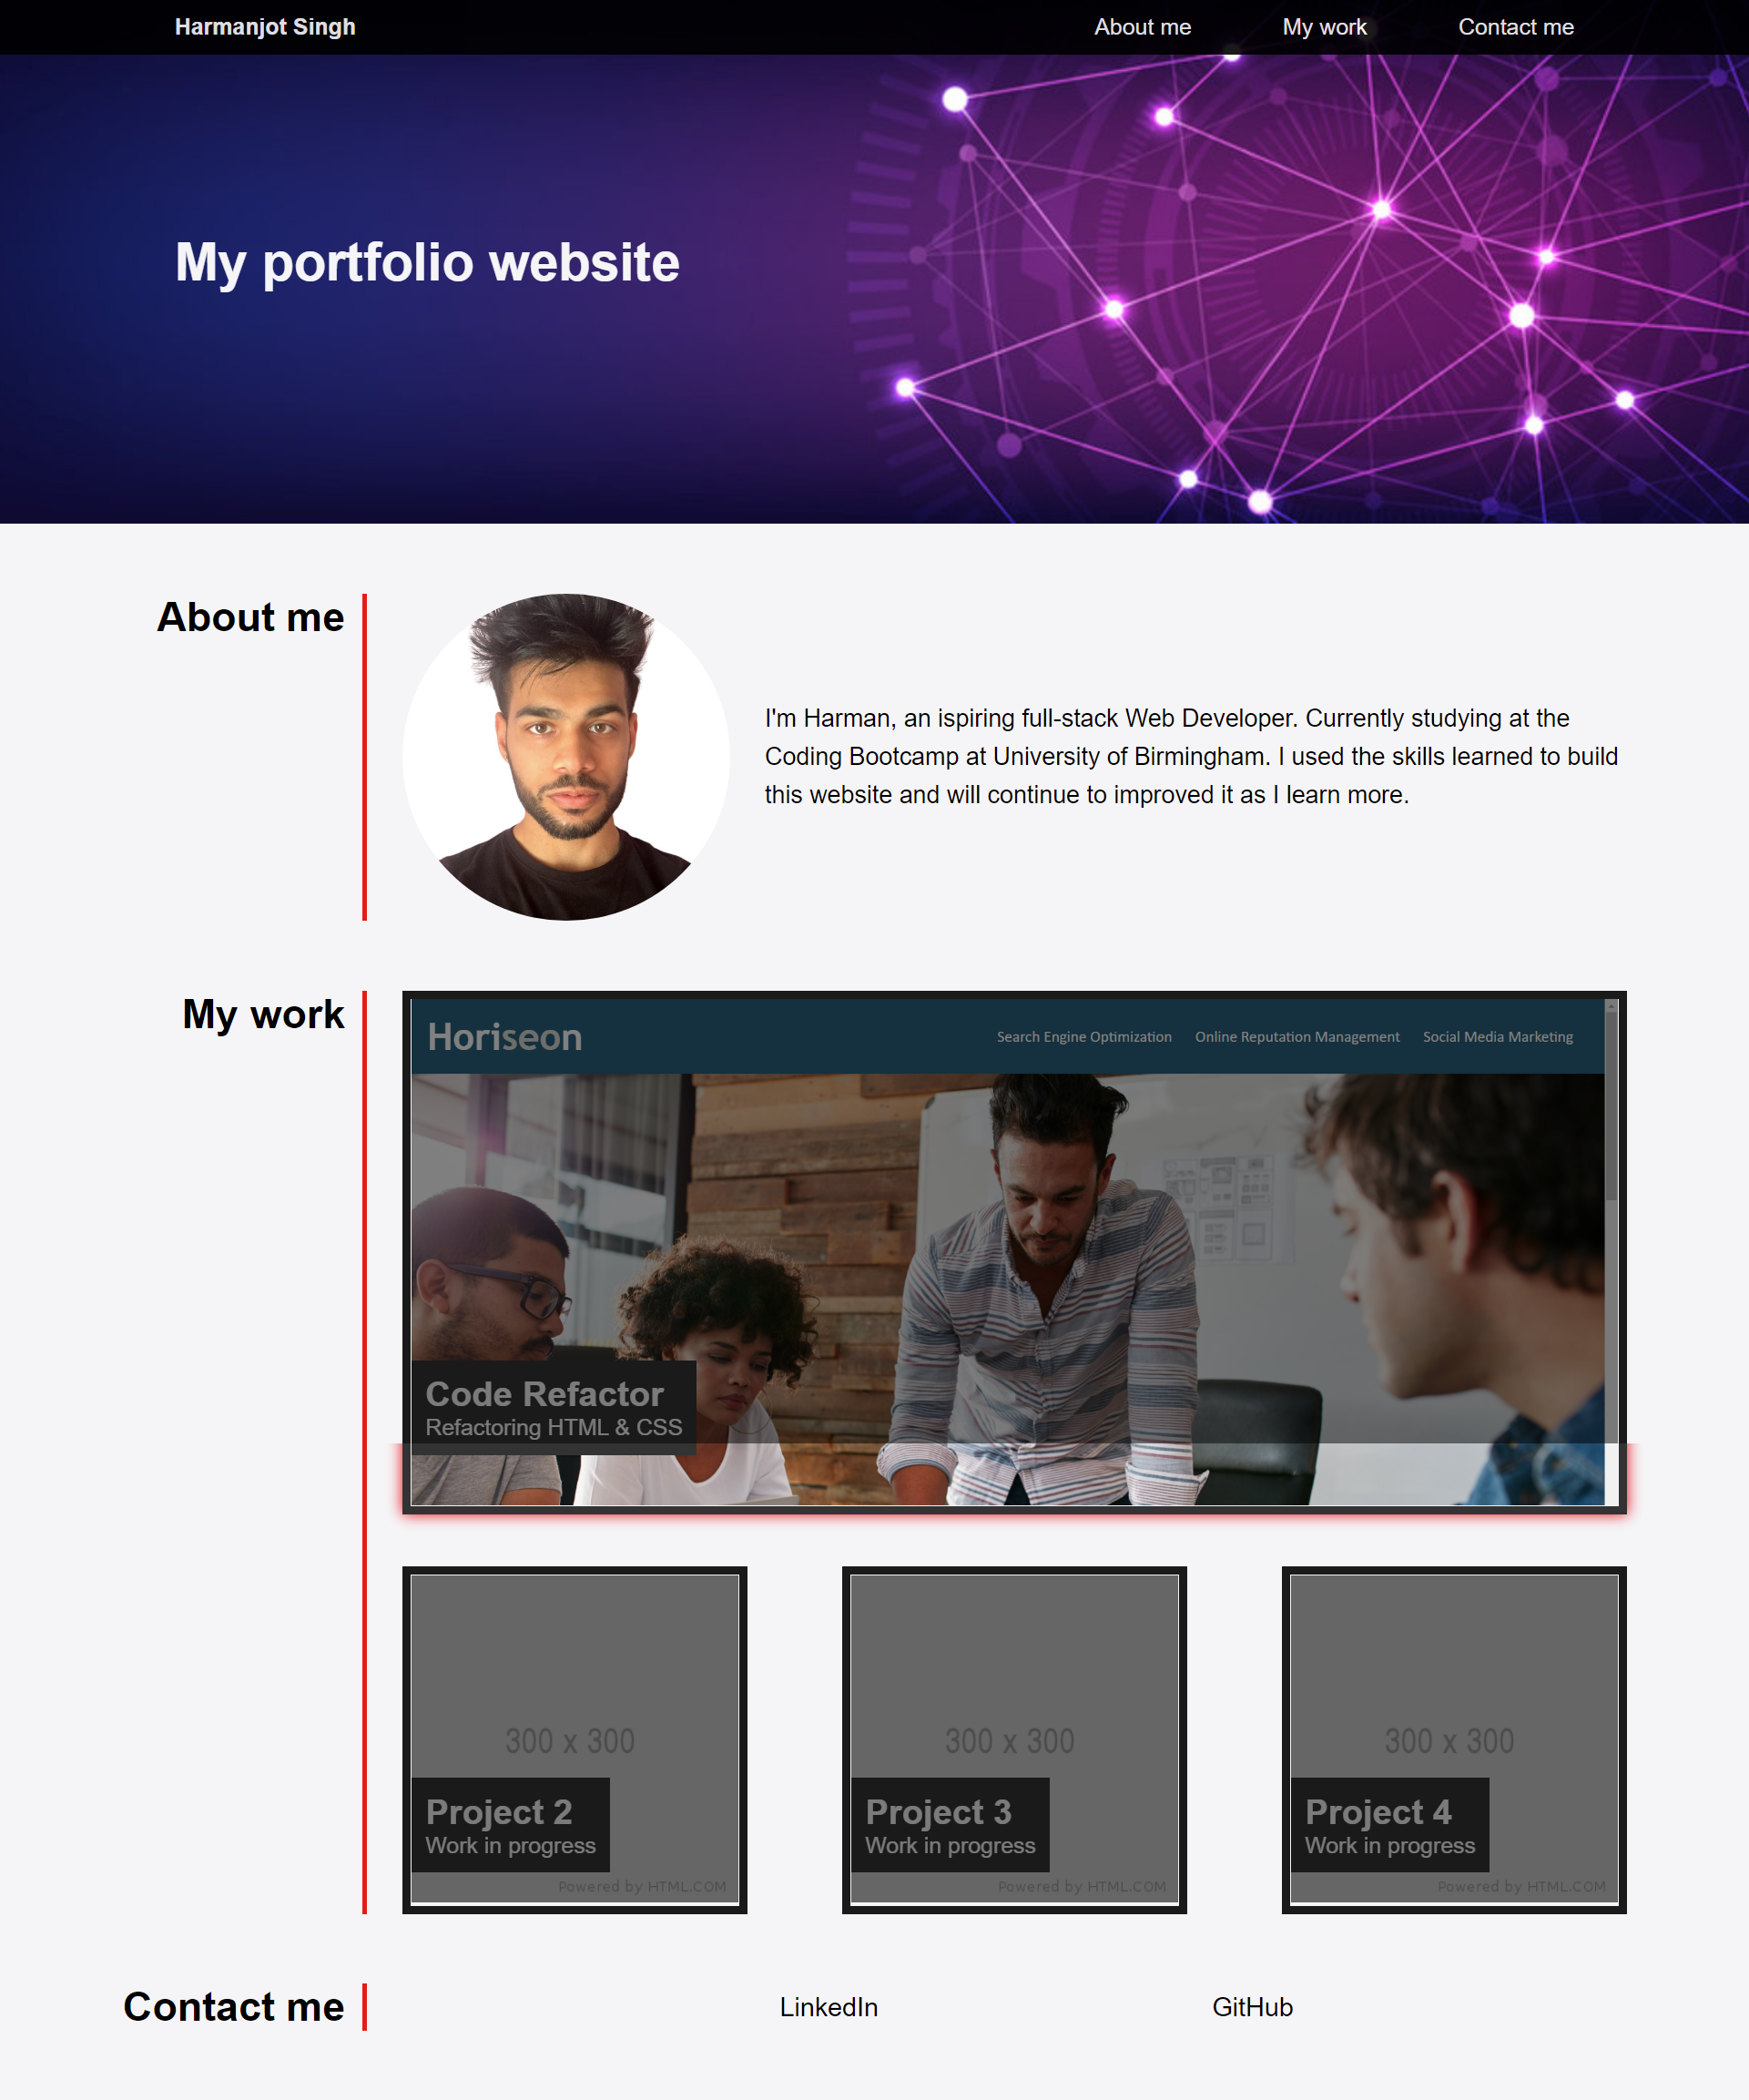 Harmanjot Singh
About me
My work
Contact me
My portfolio website
About me
I'm Harman, an ispiring full-stack Web Developer. Currently studying at the
Coding Bootcamp at University of Birmingham. I used the skills learned to build
this website and will continue to improved it as I learn more.
My work
Horiseon
Search Engine Optimization
Online Reputation Management
Social Media Marketing
Code Refactor
Refactoring HTML & CSS
300 x 300
Project 2
Work in progress
Powered by HTML.COM
300 x 300
Project 3
Work in progress
Powered by HTML.COM
300 x 300
Project 4
Work in progress
Powered by HTML.COM
Contact me
LinkedIn
GitHub